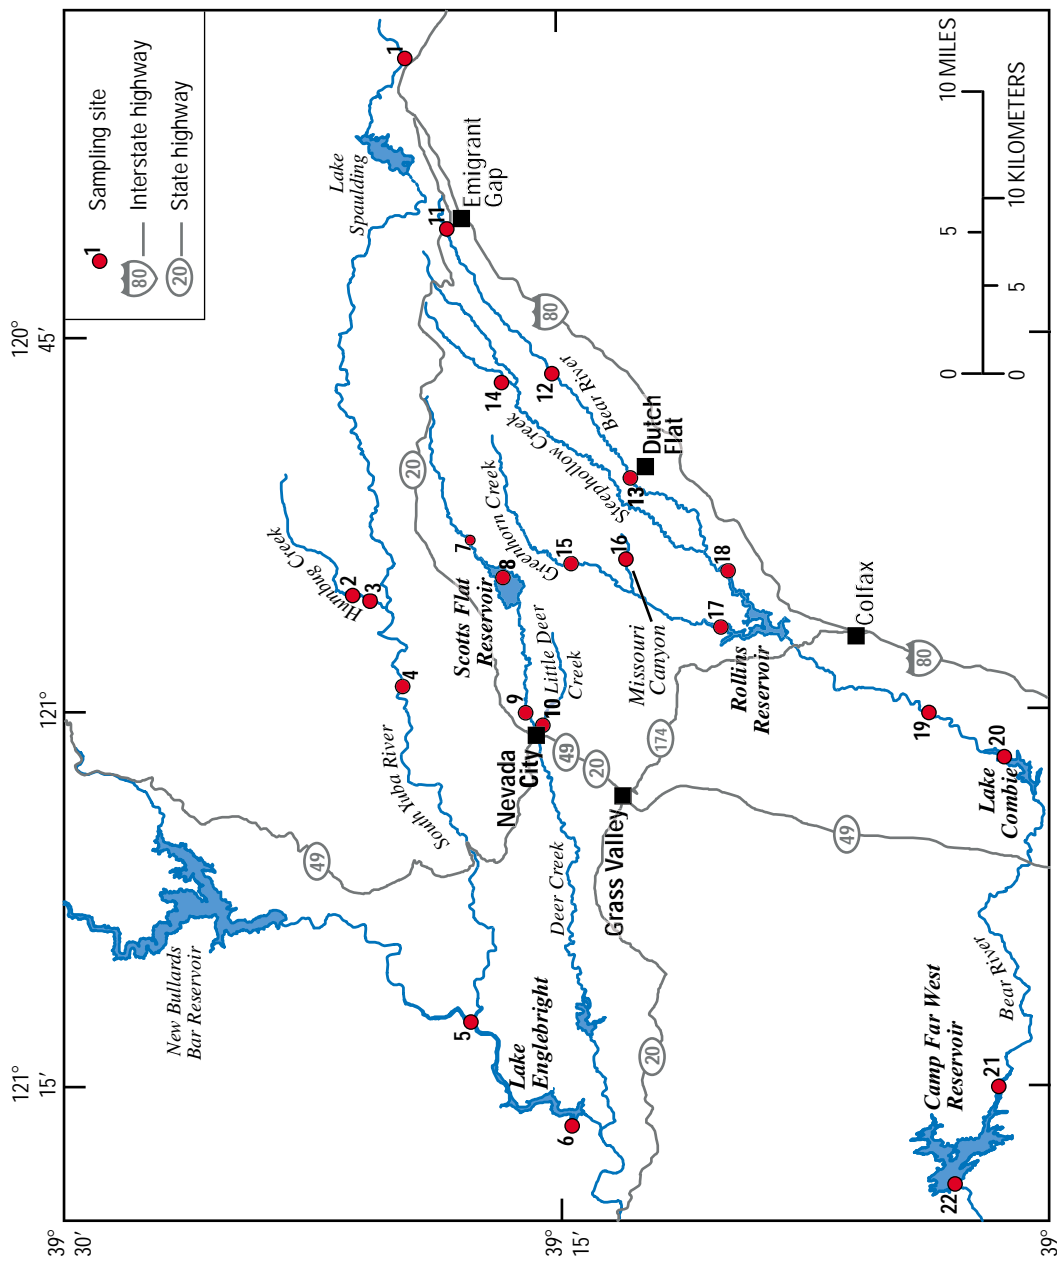 39°
30′
39°
15′
39°
121°
15′
121°
120°
45′
1
Sampling site
80
Interstate highway
20
State highway
New Bullards
Bar Reservoir
49
Humbug Creek
2
3
4
South Yuba River
5
Lake
Englebright
6
Lake
Spaulding
1
11
Emigrant
Gap
20
7
Scotts Flat
Reservoir
8
9
10
Little Deer
Creek
Nevada
City
49
20
Deer Creek
Grass Valley
174
20
49
Greenhorn Creek
15
Missouri
Canyon
16
14
Steephollow Creek
12
Bear River
13
Dutch
Flat
80
17
18
Rollins
Reservoir
Colfax
80
19
20
Lake
Combie
Bear River
Camp Far West
Reservoir
21
22
0
5
10 MILES
0
5
10 KILOMETERS